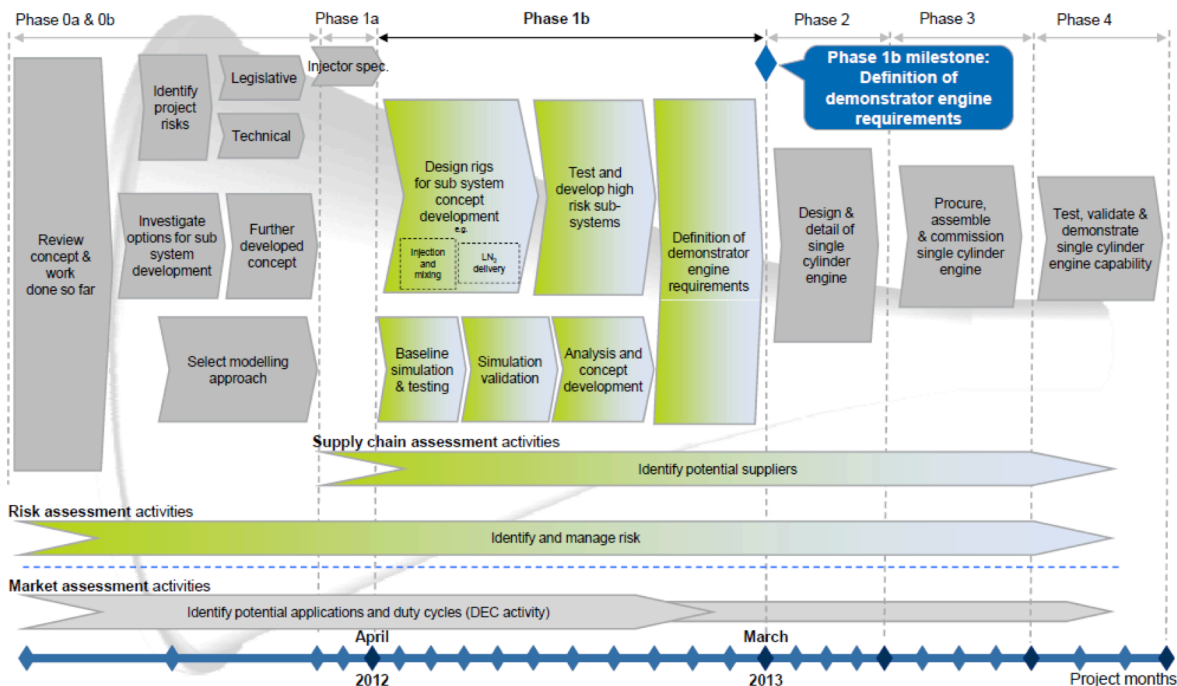 Phase 0a & 0b
Phase 1a
Phase 1b
Phase 2
Phase 3
Phase 4
Review
concept &
work
done so far
Identify
project
risks
Legislative
Technical
Injector spec.
Investigate
options for sub
system
development
Further
developed
concept
Select modelling
approach
Design rigs
for sub system
concept
development
e.g.
Injection
and
mixing
LN2
delivery
Test and
develop high
risk sub-
systems
Baseline
simulation
& testing
Simulation
validation
Analysis and
concept
development
Definition of
demonstrator
engine
requirements
Phase 1b milestone:
Definition of
demonstrator engine
requirements
Design &
detail of
single
cylinder
engine
Procure,
assemble
& commission
single cylinder
engine
Test, validate &
demonstrate
single cylinder
engine capability
Supply chain assessment activities
Identify potential suppliers
Risk assessment activities
Identify and manage risk
Market assessment activities
Identify potential applications and duty cycles (DEC activity)
April
March
2012
2013
Project months